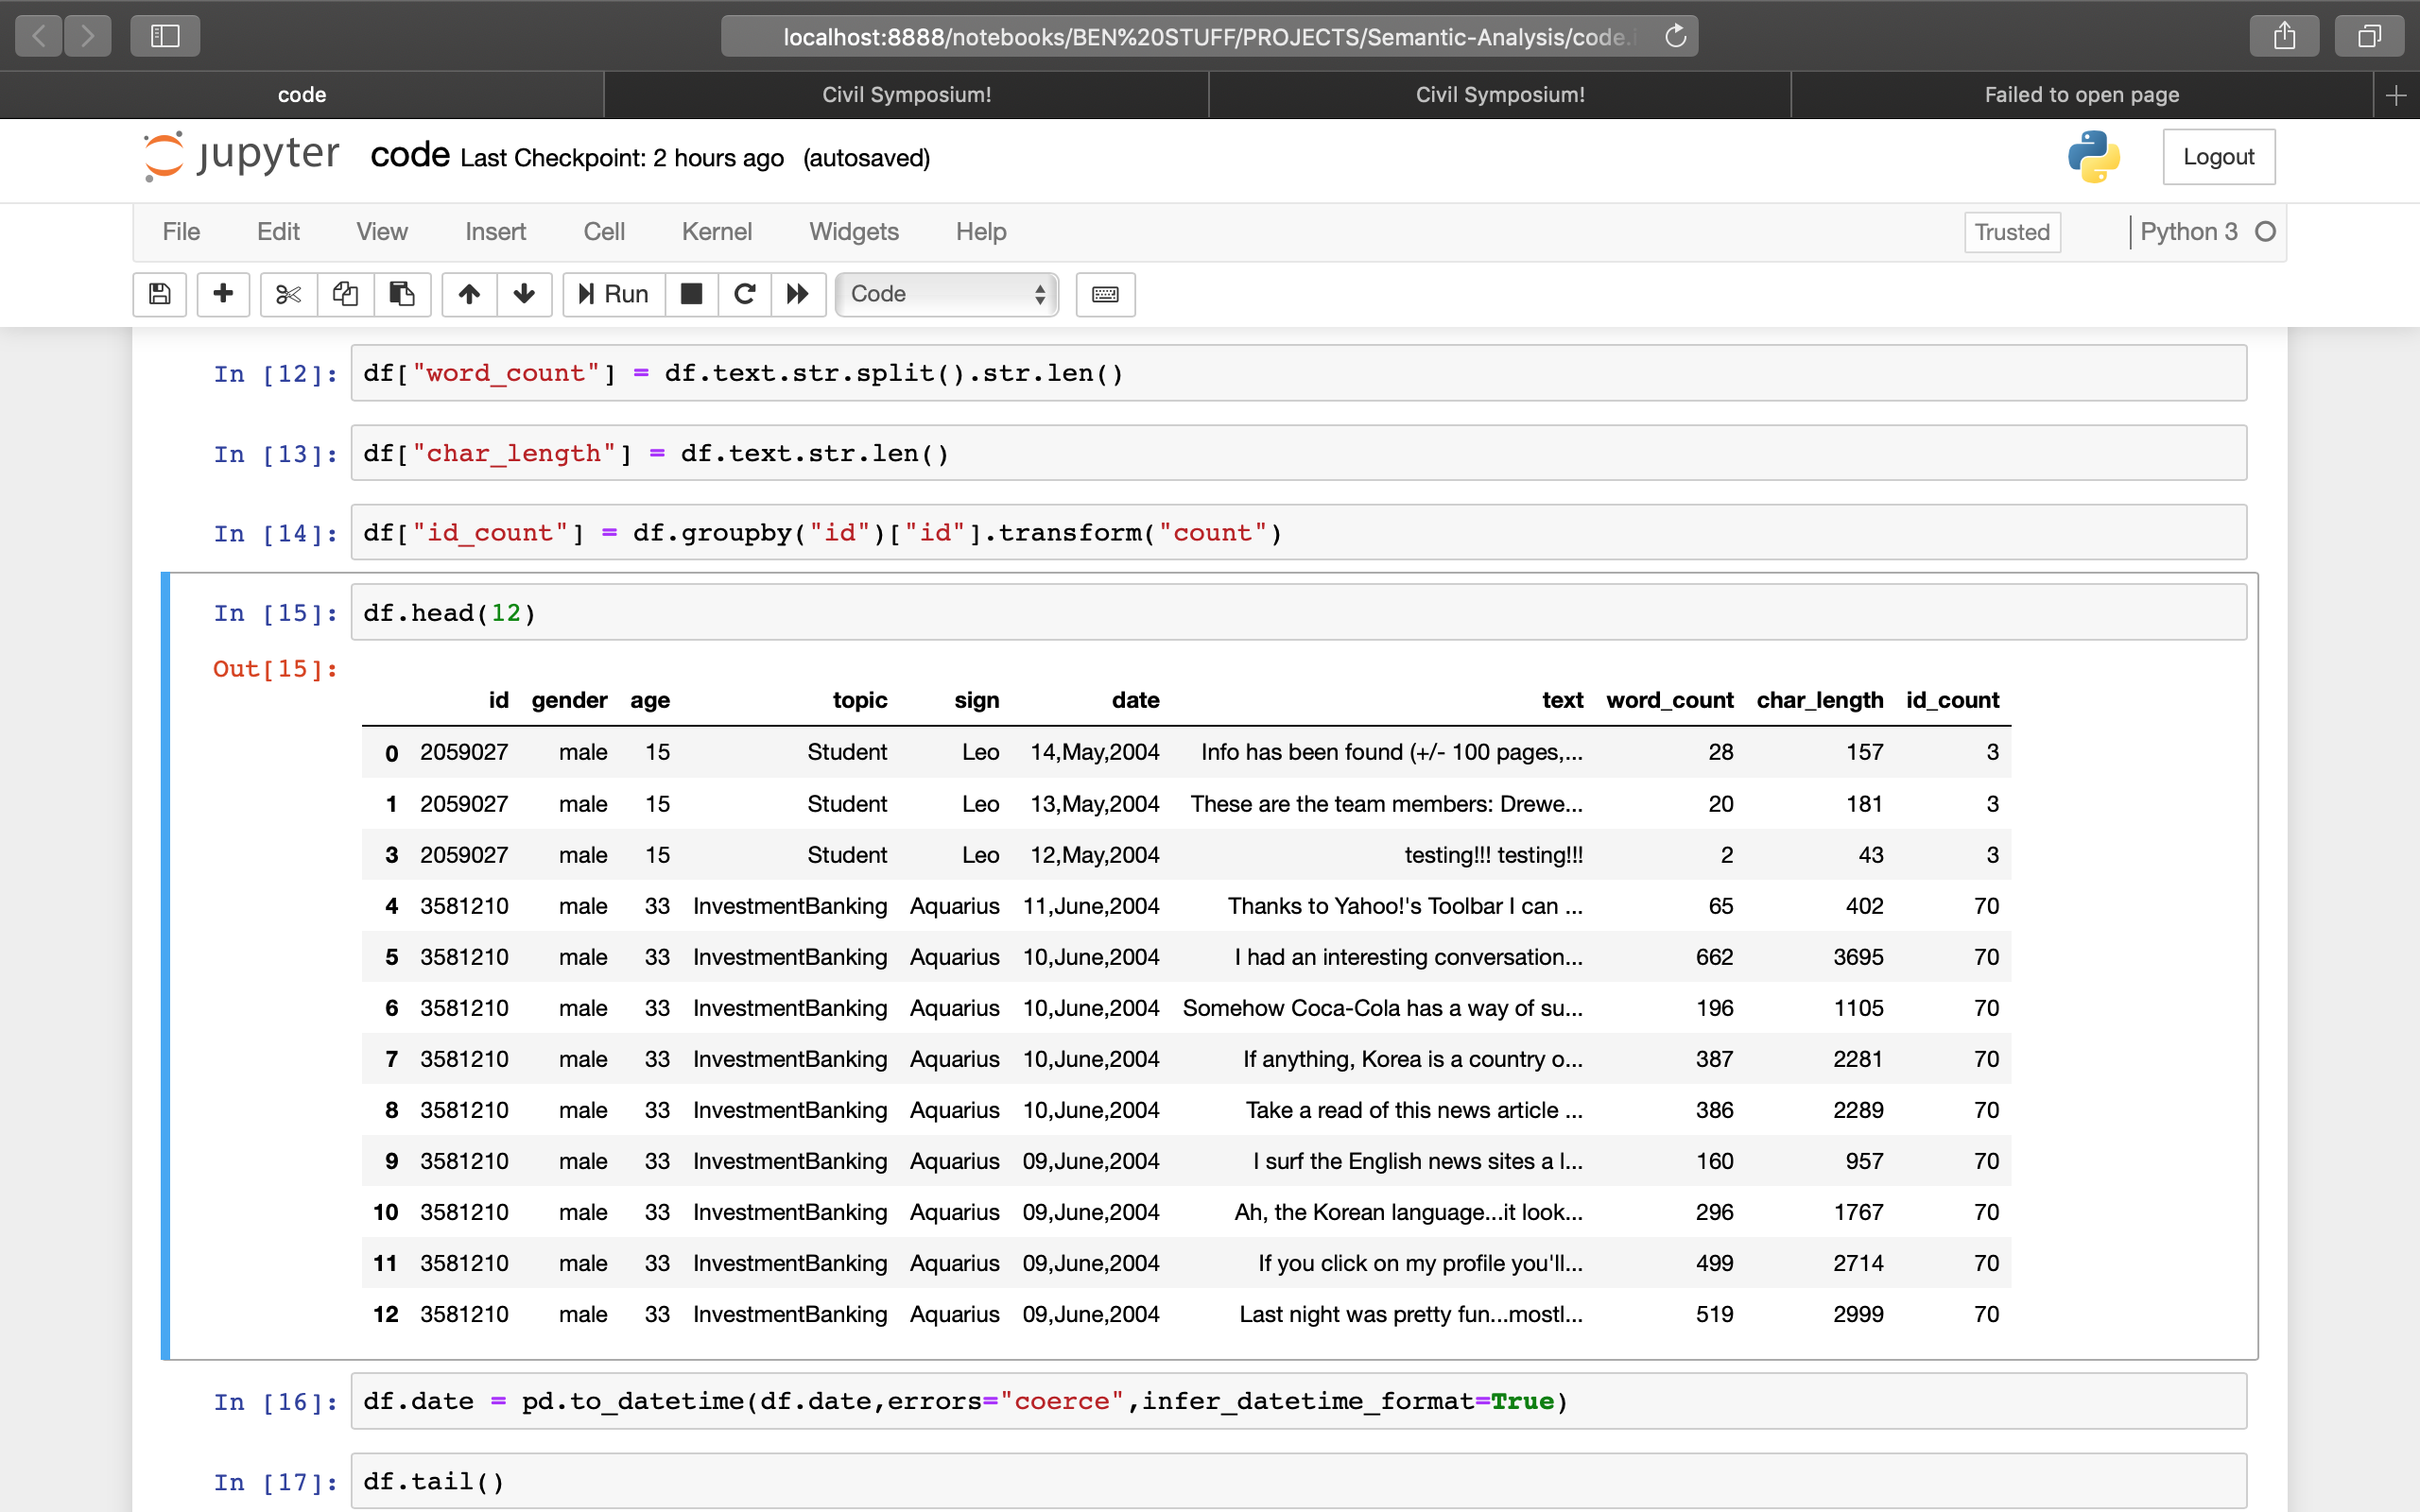 localhost:8888/notebooks/BEN%20STUFF/PROJECTS/Semantic-Analysis/code.i
code Civil Symposium! Civil Symposium! Failed to open page
jupyter code Last Checkpoint: 2 hours ago (autosaved) Logout
File Edit View Insert Cell Kernel Widgets Help Trusted Python 3
Run Code
In [12]: df["word_count"] = df.text.str.split().str.len()
In [13]: df["char_length"] = df.text.str.len()
In [14]: df["id_count"] = df.groupby("id")["id"].transform("count")
In [15]: df.head(12)
Out[15]:
id gender age topic sign date text word_count char_length id_count
0 2059027 male 15 Student Leo 14,May,2004 Info has been found (+/- 100 pages,... 28 157 3
1 2059027 male 15 Student Leo 13,May,2004 These are the team members: Drewe... 20 181 3
3 2059027 male 15 Student Leo 12,May,2004 testing!!! testing!!! 2 43 3
4 3581210 male 33 InvestmentBanking Aquarius 11,June,2004 Thanks to Yahoo!'s Toolbar I can ... 65 402 70
5 3581210 male 33 InvestmentBanking Aquarius 10,June,2004 I had an interesting conversation... 662 3695 70
6 3581210 male 33 InvestmentBanking Aquarius 10,June,2004 Somehow Coca-Cola has a way of su... 196 1105 70
7 3581210 male 33 InvestmentBanking Aquarius 10,June,2004 If anything, Korea is a country o... 387 2281 70
8 3581210 male 33 InvestmentBanking Aquarius 10,June,2004 Take a read of this news article ... 386 2289 70
9 3581210 male 33 InvestmentBanking Aquarius 09,June,2004 I surf the English news sites a l... 160 957 70
10 3581210 male 33 InvestmentBanking Aquarius 09,June,2004 Ah, the Korean language...it look... 296 1767 70
11 3581210 male 33 InvestmentBanking Aquarius 09,June,2004 If you click on my profile you'll... 499 2714 70
12 3581210 male 33 InvestmentBanking Aquarius 09,June,2004 Last night was pretty fun...mostl... 519 2999 70
In [16]: df.date = pd.to_datetime(df.date,errors="coerce",infer_datetime_format=True)
In [17]: df.tail()